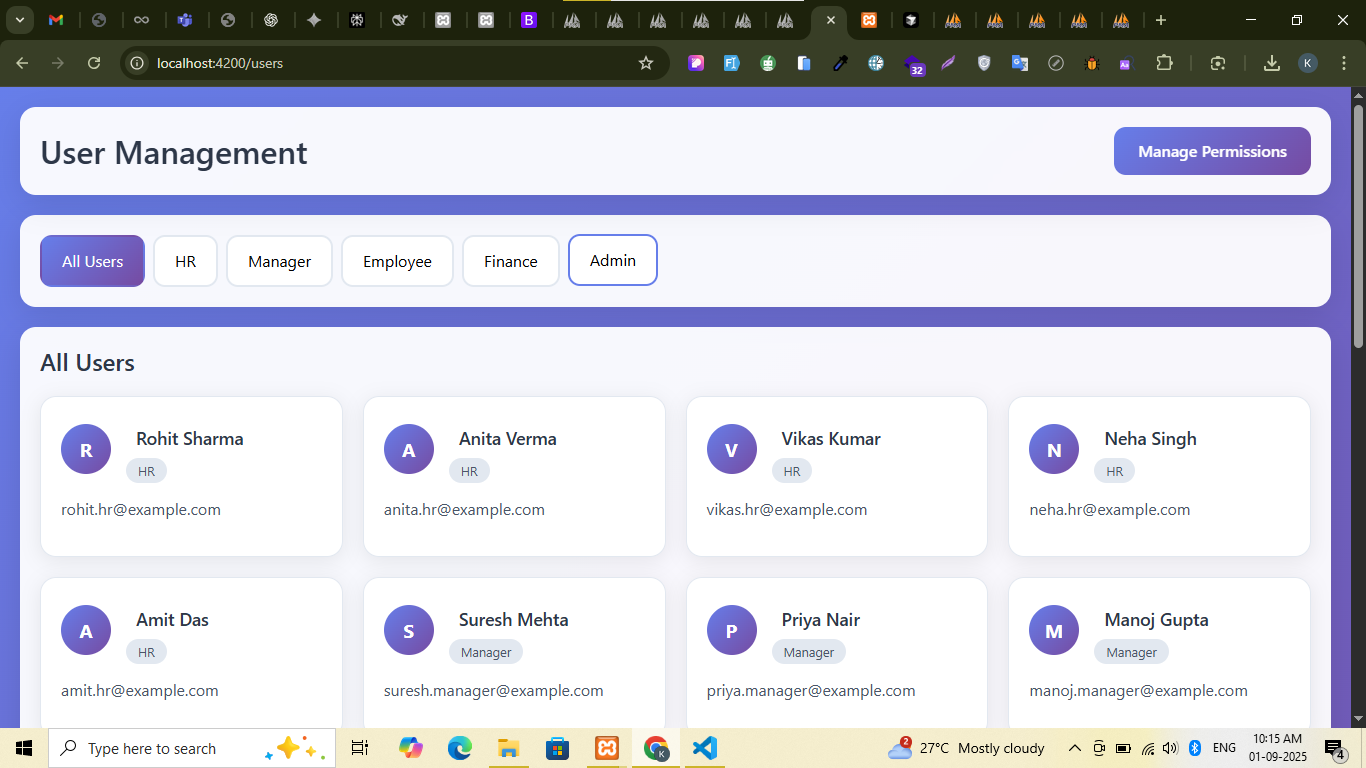 B
localhost:4200/users
32
K
User Management
Manage Permissions
All Users
HR
Manager
Employee
Finance
Admin
All Users
R
Rohit Sharma
HR
rohit.hr@example.com
A
Anita Verma
HR
anita.hr@example.com
V
Vikas Kumar
HR
vikas.hr@example.com
N
Neha Singh
HR
neha.hr@example.com
A
Amit Das
HR
amit.hr@example.com
S
Suresh Mehta
Manager
suresh.manager@example.com
P
Priya Nair
Manager
priya.manager@example.com
M
Manoj Gupta
Manager
manoj.manager@example.com
Type here to search
K
2
27°C Mostly cloudy
ENG
10:15 AM
01-09-2025
4